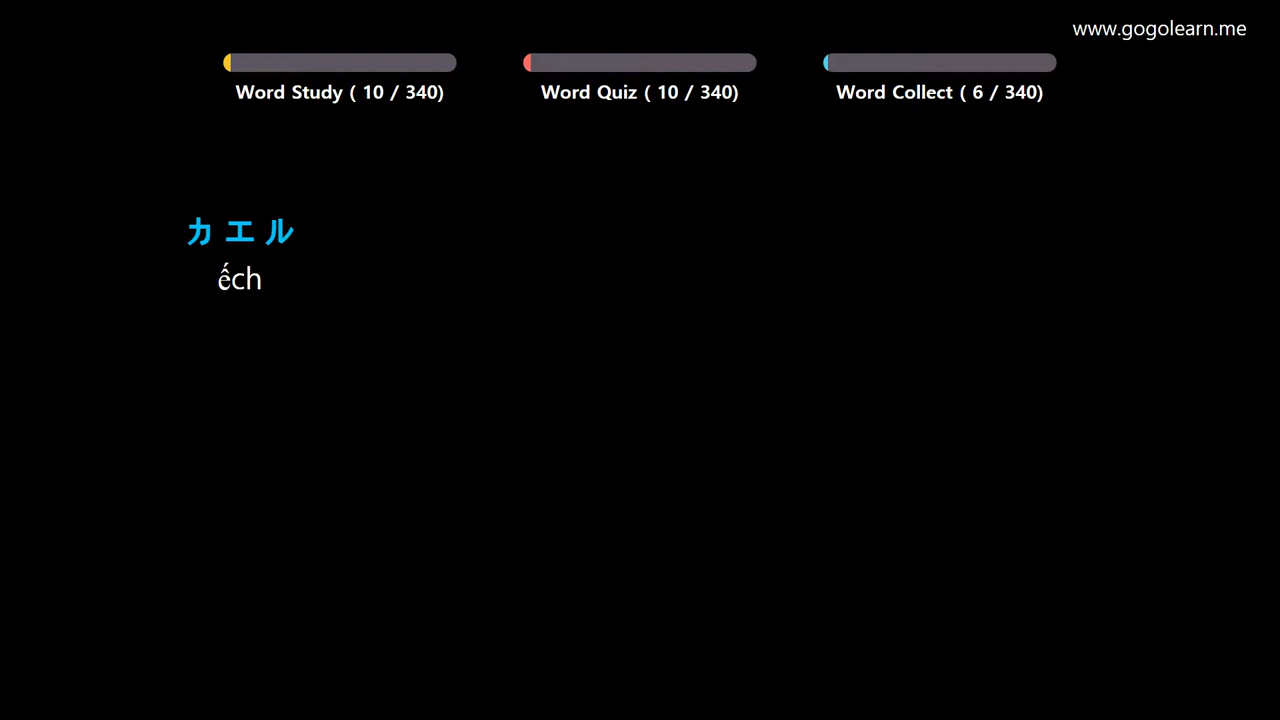 www.gogolearn.me
Word Study ( 10 / 340)
Word Quiz ( 10 / 340)
Word Collect ( 6 / 340)
カエル
ếch